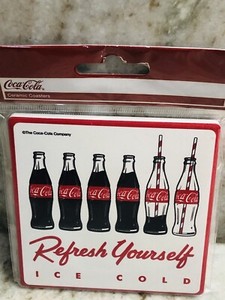 Coca-Cola
Ceramic Coasters
©The Coca-Cola Company
Coca-Cola Coca-Cola Coca-Cola Coca-Cola Coca-Cola Coca-Cola
Refresh Yourself
ICE COLD